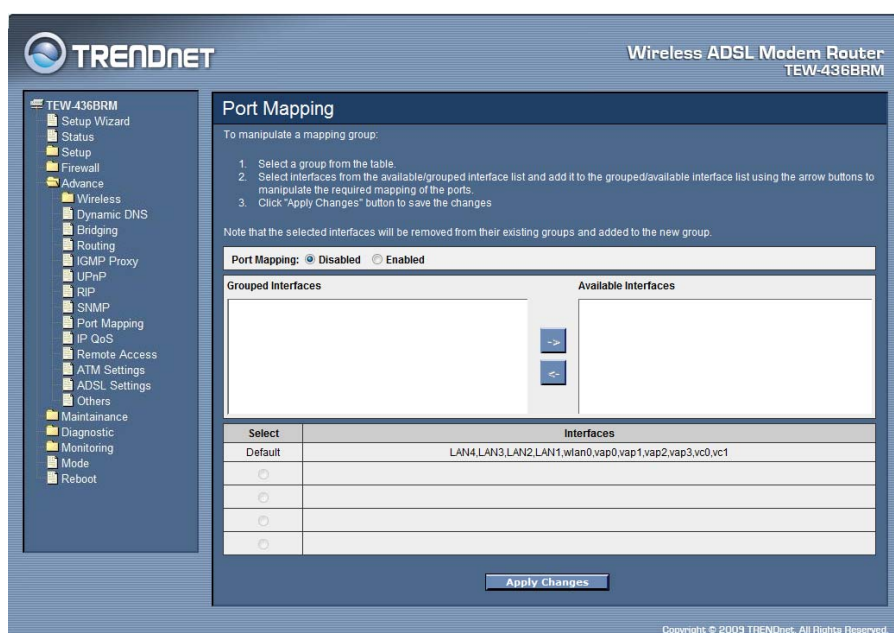 TRENDNET
Wireless ADSL Modem Router
TEW-436BRM
TEW-436BRM
Setup Wizard
Status
Setup
Firewall
Advance
Wireless
Dynamic DNS
Bridging
Routing
IGMP Proxy
UPnP
RIP
SNMP
Port Mapping
IP QoS
Remote Access
ATM Settings
ADSL Settings
Others
Maintainance
Diagnostic
Monitoring
Mode
Reboot
Port Mapping
To manipulate a mapping group:
1. Select a group from the table.
2. Select interfaces from the available/grouped interface list and add it to the grouped/available interface list using the arrow buttons to
manipulate the required mapping of the ports.
3. Click "Apply Changes" button to save the changes
Note that the selected interfaces will be removed from their existing groups and added to the new group.
Port Mapping: Disabled Enabled
Grouped Interfaces Available Interfaces
->
<-
Select Interfaces
Default LAN4,LAN3,LAN2,LAN1,wlan0,vap0,vap1,vap2,vap3,vc0,vc1
Apply Changes
Copyright © 2009 TRENDnet. All Rights Reserved.